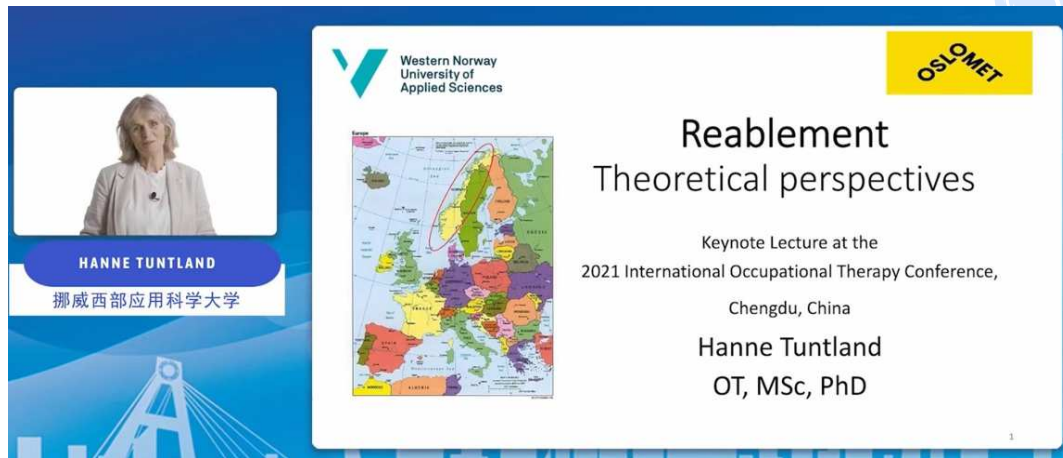 HANNE TUNTLAND
挪威西部应用科学大学
Western Norway
University of
Applied Sciences
OSLOMET
Europe
Reablement
Theoretical perspectives
Keynote Lecture at the
2021 International Occupational Therapy Conference,
Chengdu, China
Hanne Tuntland
OT, MSc, PhD
1